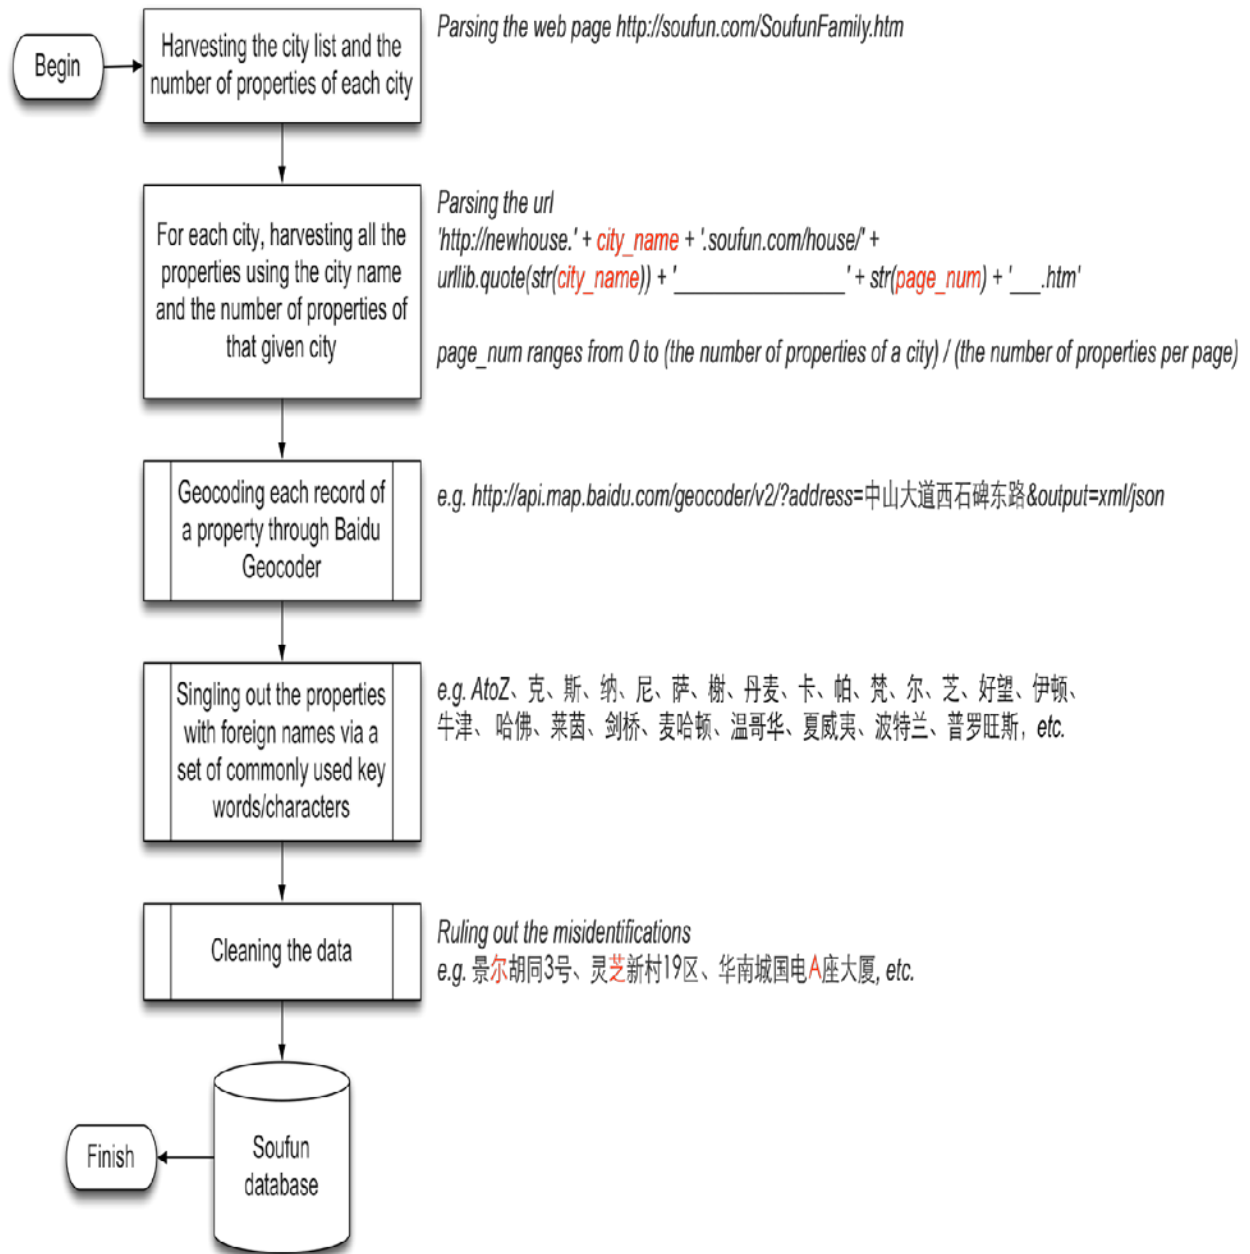 Begin
Harvesting the city list and the
number of properties of each city
Parsing the web page http://soufun.com/SoufunFamily.htm
For each city, harvesting all the
properties using the city name
and the number of properties of
that given city
Parsing the url
'http://newhouse.' + city_name + '.soufun.com/house/' +
urllib.quote(str(city_name)) + '________________' + str(page_num) + '___.htm'
page_num ranges from 0 to (the number of properties of a city) / (the number of properties per page)
Geocoding each record of
a property through Baidu
Geocoder
e.g. http://api.map.baidu.com/geocoder/v2/?address=中山大道西石碑东路&output=xml/json
Singling out the properties
with foreign names via a
set of commonly used key
words/characters
e.g. AtoZ、克、斯、纳、尼、萨、榭、丹麦、卡、帕、梵、尔、芝、好望、伊顿、
牛津、哈佛、莱茵、剑桥、麦哈顿、温哥华、夏威夷、波特兰、普罗旺斯, etc.
Cleaning the data
Ruling out the misidentifications
e.g. 景尔胡同3号、灵芝新村19区、华南城国电A座大厦, etc.
Soufun
database
Finish